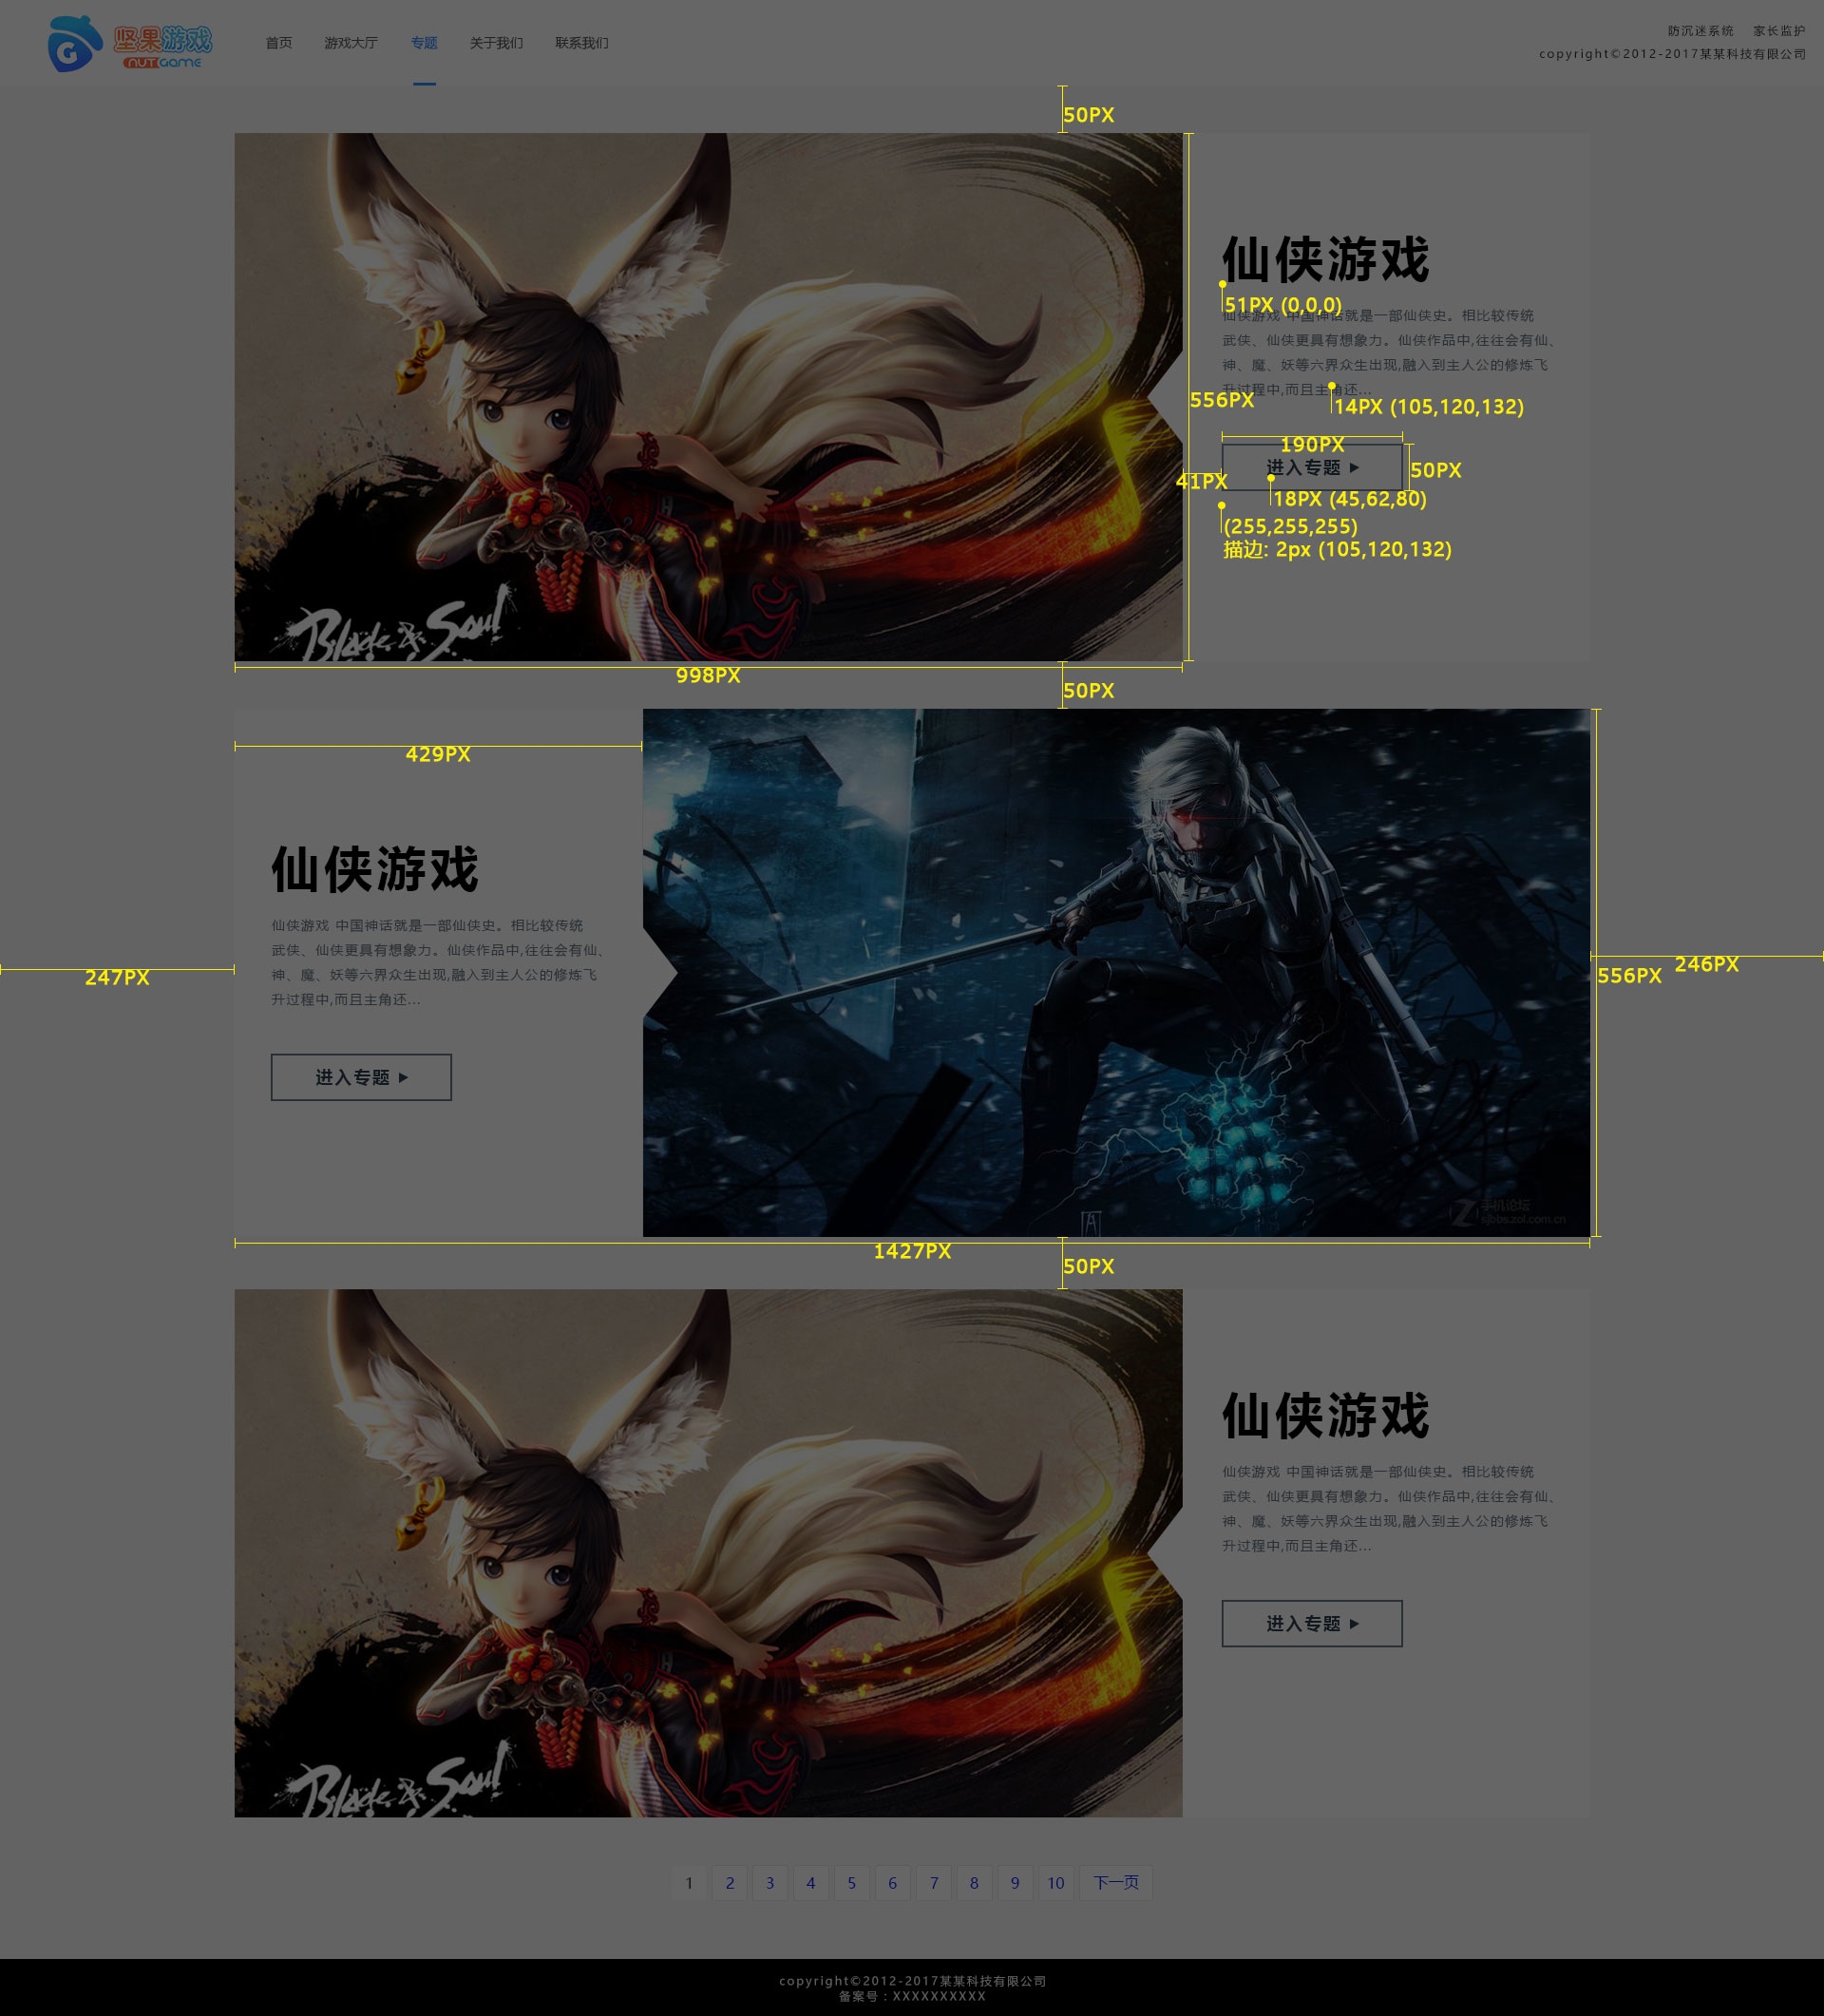 G 坚果游戏
nuTGame
首页 游戏大厅 专题 关于我们 联系我们
防沉迷系统 家长监护
copyright©2012-2017某某科技有限公司
50PX
仙侠游戏
51PX (0,0,0)
仙侠游戏 中国神话就是一部仙侠史。相比较传统
武侠、仙侠更具有想象力。仙侠作品中,往往会有仙、
神、魔、妖等六界众生出现,融入到主人公的修炼飞
升过程中,而且主角还...
556PX
14PX (105,120,132)
190PX
进入专题
50PX
41PX
18PX (45,62,80)
(255,255,255)
描边: 2px (105,120,132)
Blade & Soul
998PX
50PX
429PX
仙侠游戏
仙侠游戏 中国神话就是一部仙侠史。相比较传统
武侠、仙侠更具有想象力。仙侠作品中,往往会有仙、
神、魔、妖等六界众生出现,融入到主人公的修炼飞
升过程中,而且主角还...
进入专题
247PX
246PX
556PX
手机论坛
sjbbs.zol.com.cn
1427PX
50PX
仙侠游戏
仙侠游戏 中国神话就是一部仙侠史。相比较传统
武侠、仙侠更具有想象力。仙侠作品中,往往会有仙、
神、魔、妖等六界众生出现,融入到主人公的修炼飞
升过程中,而且主角还...
进入专题
Blade & Soul
1 2 3 4 5 6 7 8 9 10 下一页
copyright©2012-2017某某科技有限公司
备案号：XXXXXXXXXX